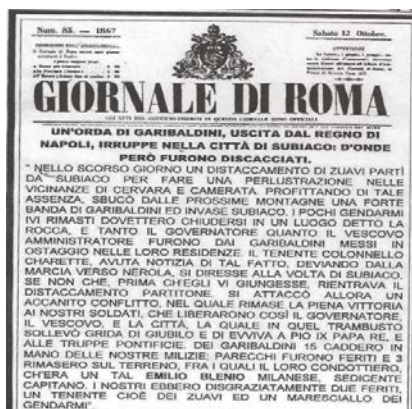 Num. 83. — 1867
Sabato 12 Ottobre.
GIORNALE DI ROMA
GLI ATTI DEL GOVERNO INSERITI IN QUESTO GIORNALE SONO OFFICIALI
UN'ORDA DI GARIBALDINI, USCITA DAL REGNO DI
NAPOLI, IRRUPPE NELLA CITTÀ DI SUBIACO: D'ONDE
PERÒ FURONO DISCACCIATI.
" NELLO SCORSO GIORNO UN DISTACCAMENTO DI ZUAVI PARTÌ
DA SUBIACO PER FARE UNA PERLUSTRAZIONE NELLE
VICINANZE DI CERVARA E CAMERATA. PROFITTANDO DI TALE
ASSENZA, SBUCÒ DALLE PROSSIME MONTAGNE UNA FORTE
BANDA DI GARIBALDINI ED INVASE SUBIACO. I POCHI GENDARMI
IVI RIMASTI DOVETTERO CHIUDERSI IN UN LUOGO DETTO LA
ROCCA, E TANTO IL GOVERNATORE QUANTO IL VESCOVO
AMMINISTRATORE FURONO DAI GARIBALDINI MESSI IN
OSTAGGIO NELLE LORO RESIDENZE. IL TENENTE COLONNELLO
CHARETTE, AVUTA NOTIZIA DI TAL FATTO, DEVIANDO DALLA
MARCIA VERSO NEROLA, SI DIRESSE ALLA VOLTA DI SUBIACO.
SE NON CHE, PRIMA CH'EGLI VI GIUNGESSE, RIENTRAVA IL
DISTACCAMENTO PARTITONE. SI ATTACCÒ ALLORA UN
ACCANITO CONFLITTO, NEL QUALE RIMASE LA PIENA VITTORIA
AI NOSTRI SOLDATI, CHE LIBERARONO COSÌ IL GOVERNATORE,
IL VESCOVO, E LA CITTÀ, LA QUALE IN QUEL TRAMBUSTO
SOLLEVÒ GRIDA DI GIUBILO E DI EVVIVA A PIO IX PAPA RE, E
ALLE TRUPPE PONTIFICIE. DEI GARIBALDINI 15 CADDERO IN
MANO DELLE NOSTRE MILIZIE; PARECCHI FURONO FERITI E 3
RIMASERO SUL TERRENO, FRA I QUALI IL LORO CONDOTTIERO,
CH'ERA UN TAL EMILIO BLENIO MILANESE, SEDICENTE
CAPITANO. I NOSTRI EBBERO DISGRAZIATAMENTE DUE FERITI,
UN TENENTE CIOÈ DEI ZUAVI ED UN MARESCIALLO DEI
GENDARMI".